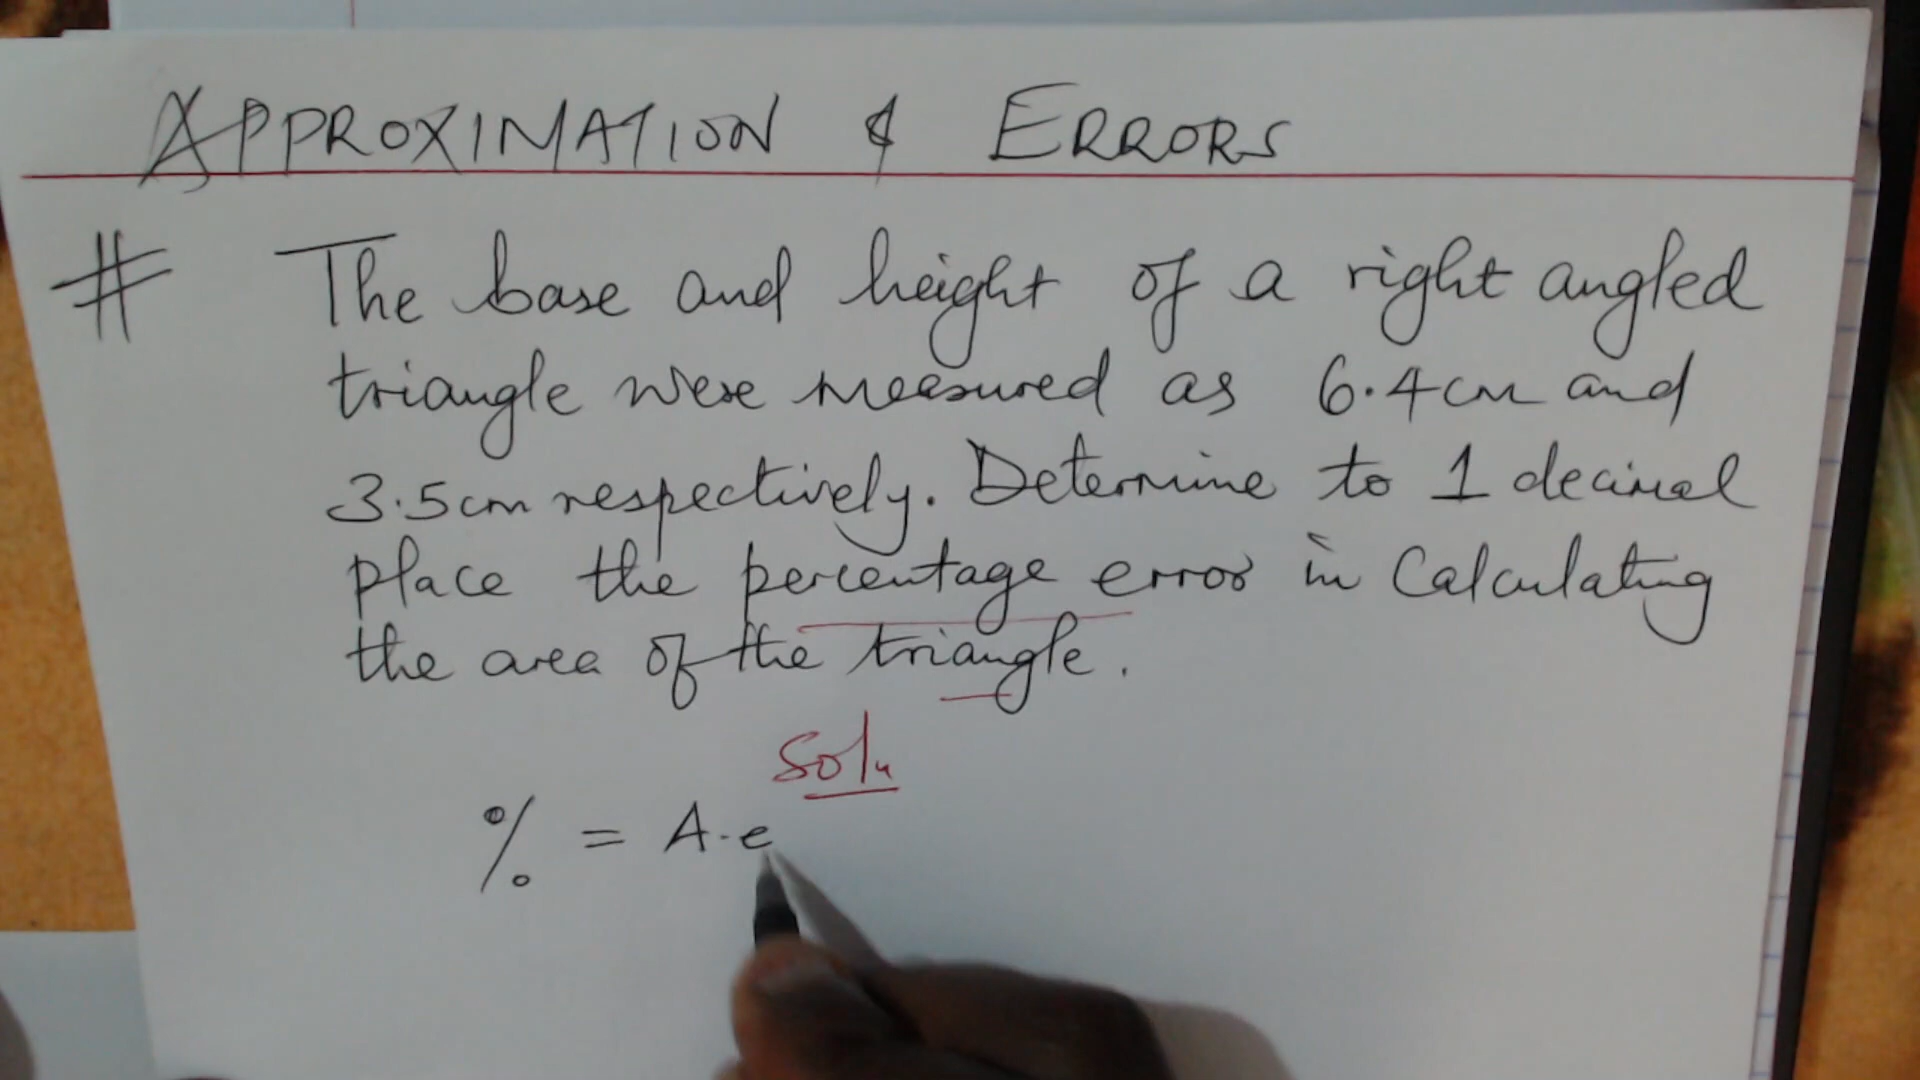 APPROXIMATION & ERRORS
# The base and height of a right angled
triangle were measured as 6.4cm and
3.5cm respectively. Determine to 1 decimal
place the percentage error in Calculating
the area of the triangle.
Soln
% = A.e